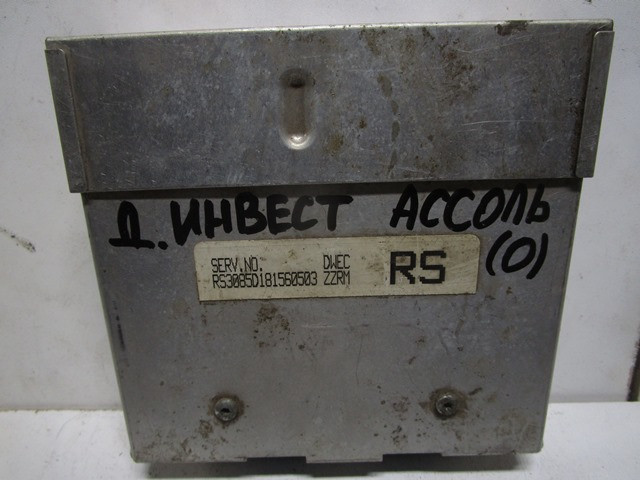 Д. ИНВЕСТ АССОЛЬ
(0)
SERV.NO. DWEC
RS3085D181560503 ZZRM
RS